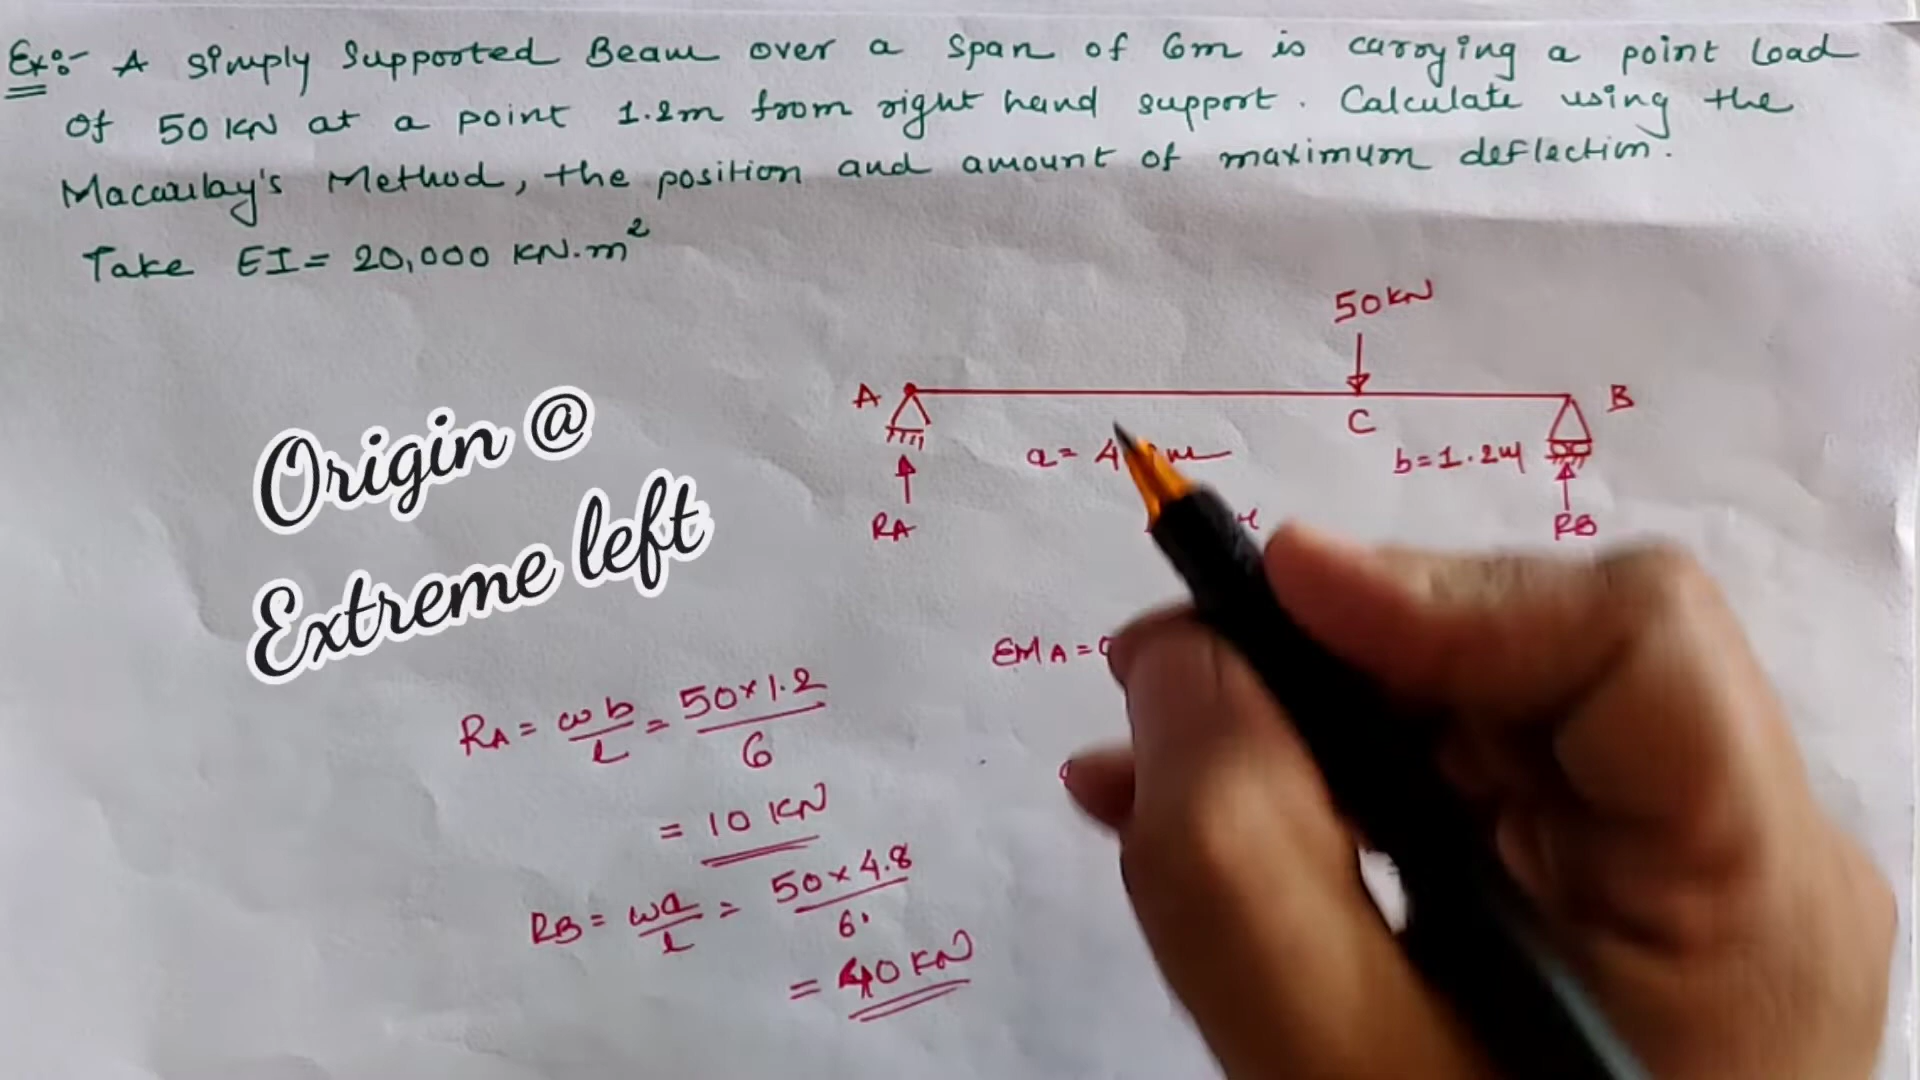 Ex:- A Simply Supported Beam over a span of 6m is carrying a point load
of 50 KN at a point 1.2m from right hand support. Calculate using the
Macaulay's Method, the position and amount of maximum deflection.
Take EI = 20,000 KN.m²
50 KN
A
B
C
a=
b=1.2m
RA
RB
Origin @
Extreme left
ΣMA =
RA = wb/l = 50×1.2/6
= 10 KN
RB = wa/l = 50×4.8/6
= 40 KN